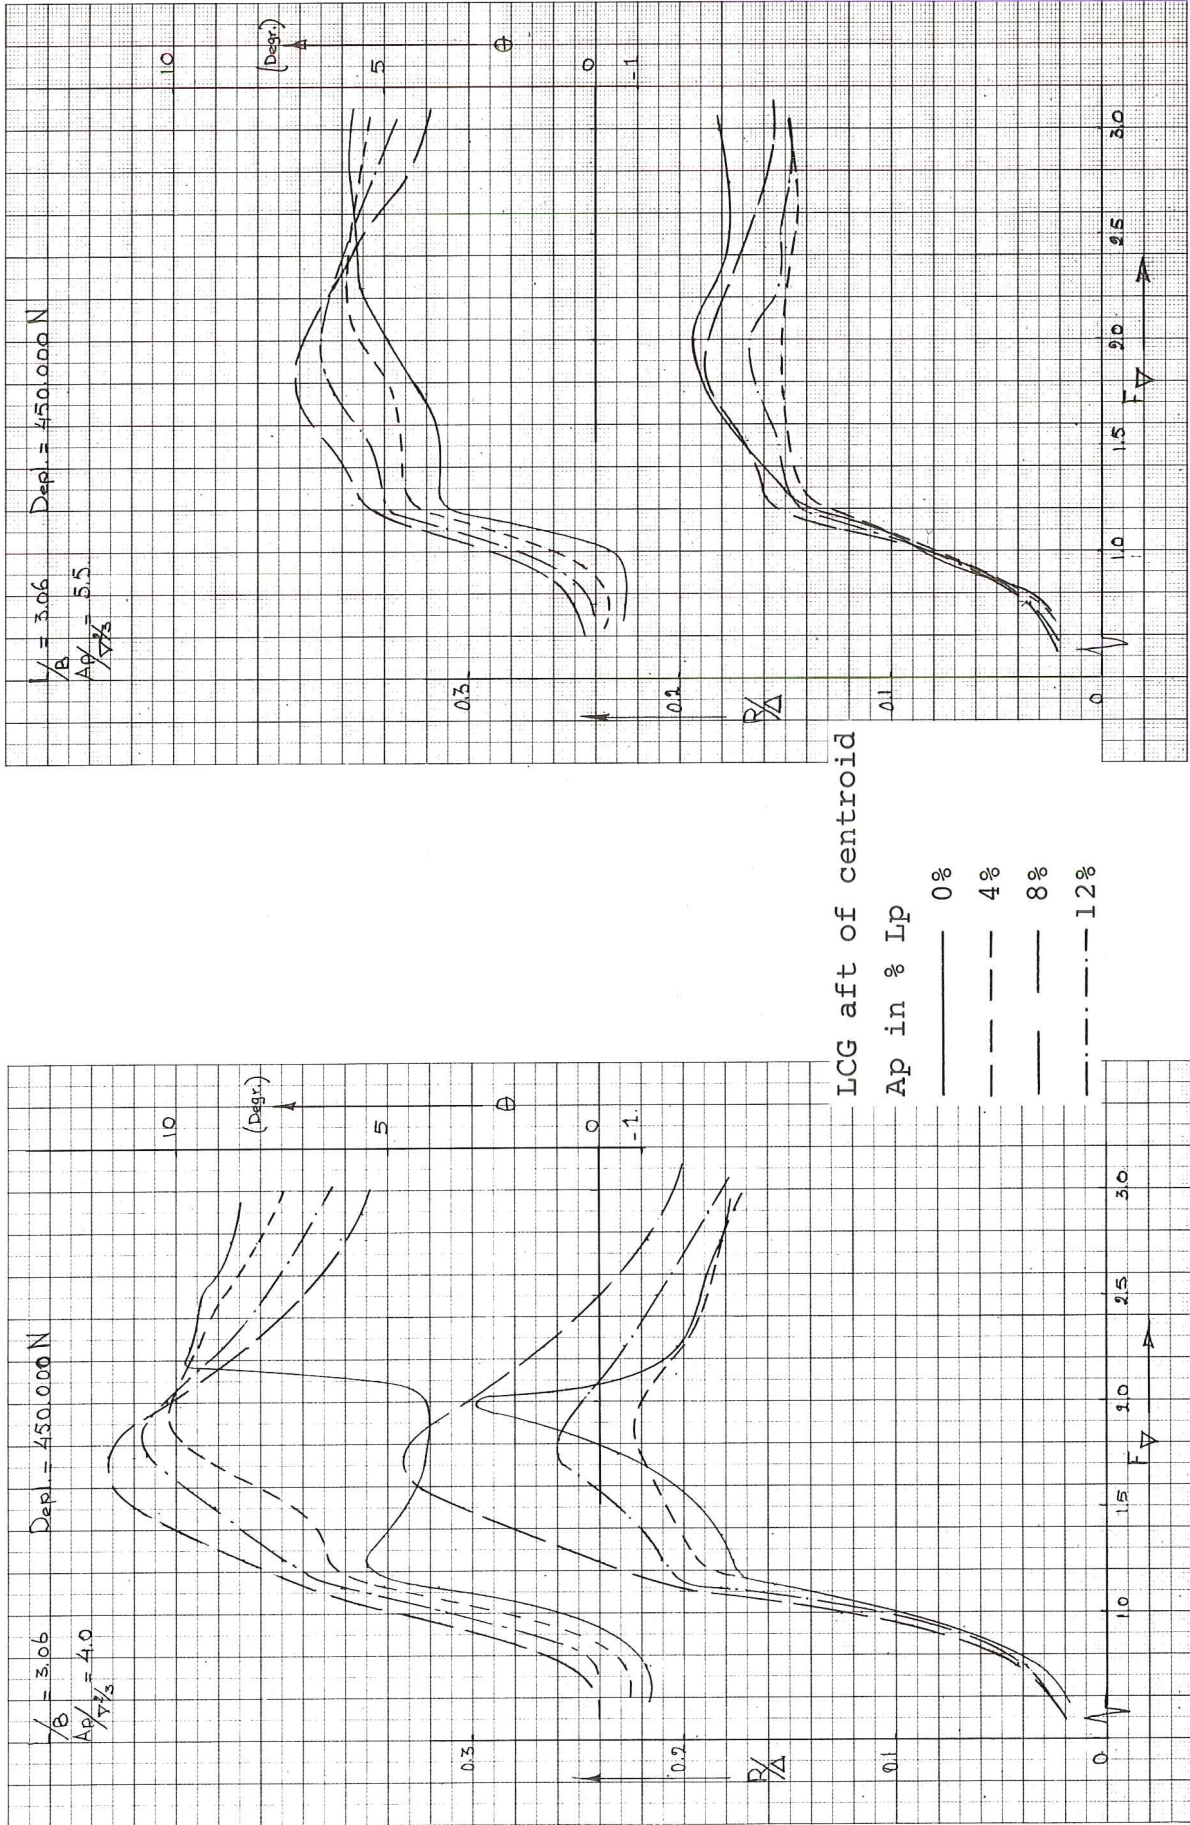 L/B = 3.06 Depl. = 450.000 N
Ap/∇⅔ = 4.0
10
(Degr.)
5
θ
0
-1
0.3
0.2
R/Δ
0.1
0
1.0
1.5
2.0
2.5
3.0
F∇
LCG aft of centroid
Ap in % Lp
0%
4%
8%
12%
L/B = 3.06 Depl. = 450.000 N
Ap/∇⅔ = 5.5
10
(Degr.)
5
θ
0
-1
0.3
0.2
R/Δ
0.1
0
1.0
1.5
2.0
2.5
3.0
F∇